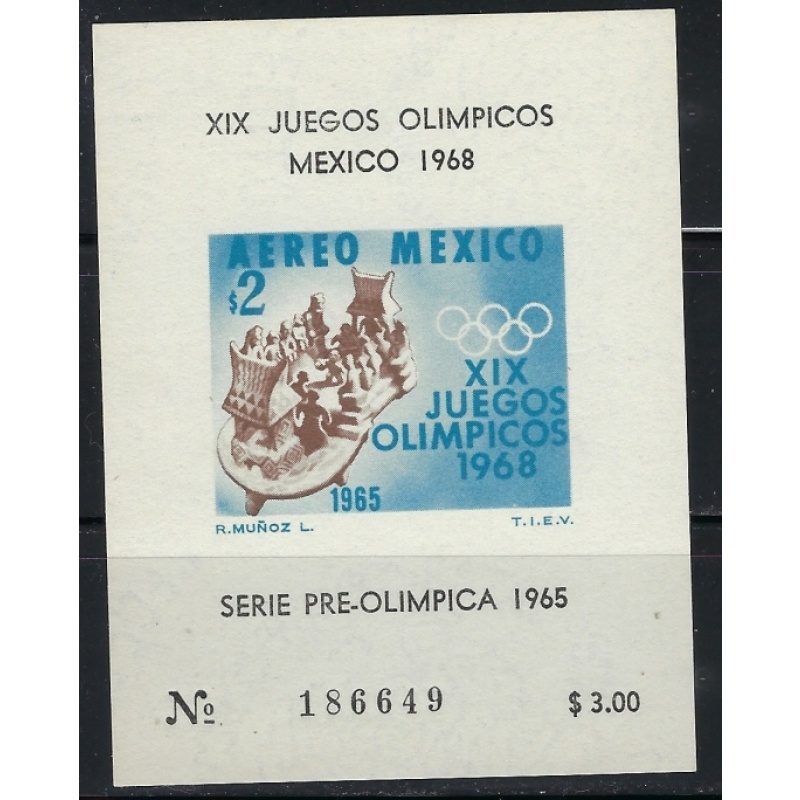 XIX JUEGOS OLIMPICOS
MEXICO 1968
AEREO MEXICO
$2
XIX
JUEGOS
OLIMPICOS
1968
1965
R. MUÑOZ L. T.I.E.V.
SERIE PRE-OLIMPICA 1965
No 186649 $ 3.00